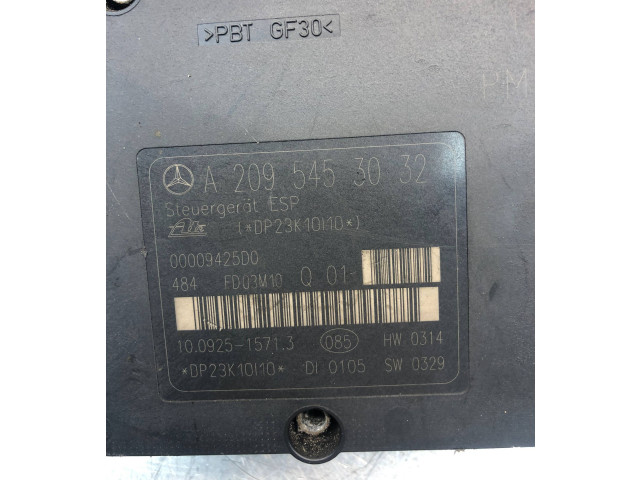 >PBT GF30<
PM
A 209 545 30 32
Steuergerät ESP
Ate (*DP23K10I10*)
00009425D0
484 FD03M10 Q 01
10.0925-1571.3 085 HW 0314
*DP23K10I10* DI 0105 SW 0329